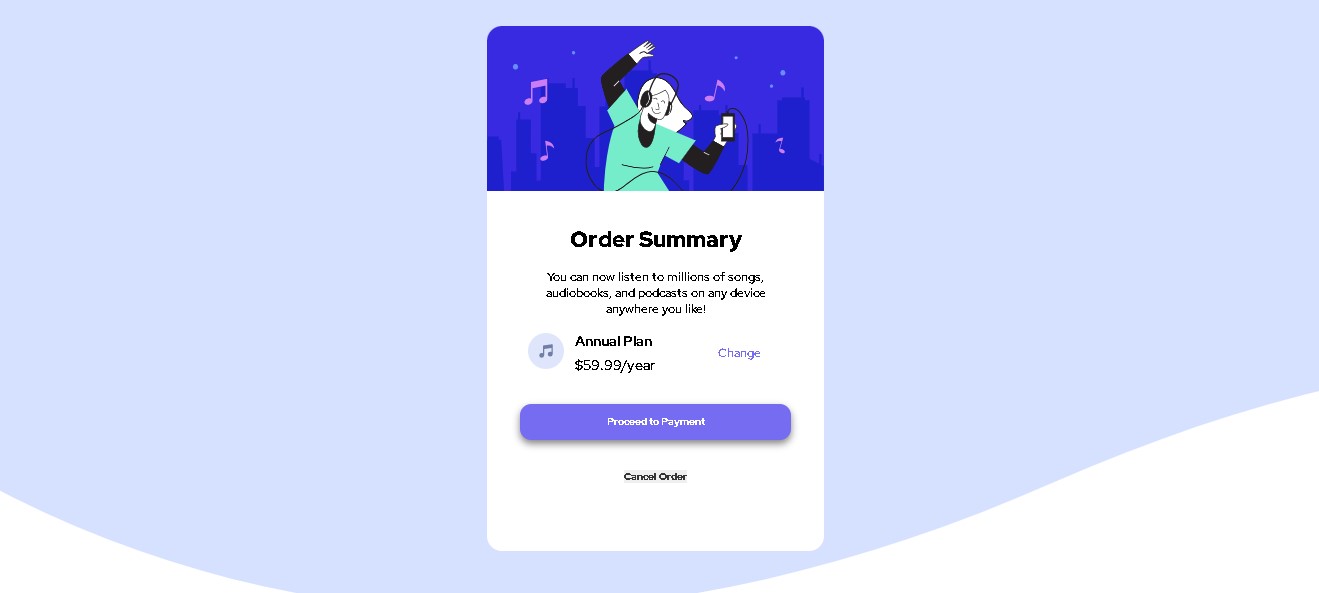 Order Summary
You can now listen to millions of songs,
audiobooks, and podcasts on any device
anywhere you like!
Annual Plan
$59.99/year
Change
Proceed to Payment
Cancel Order